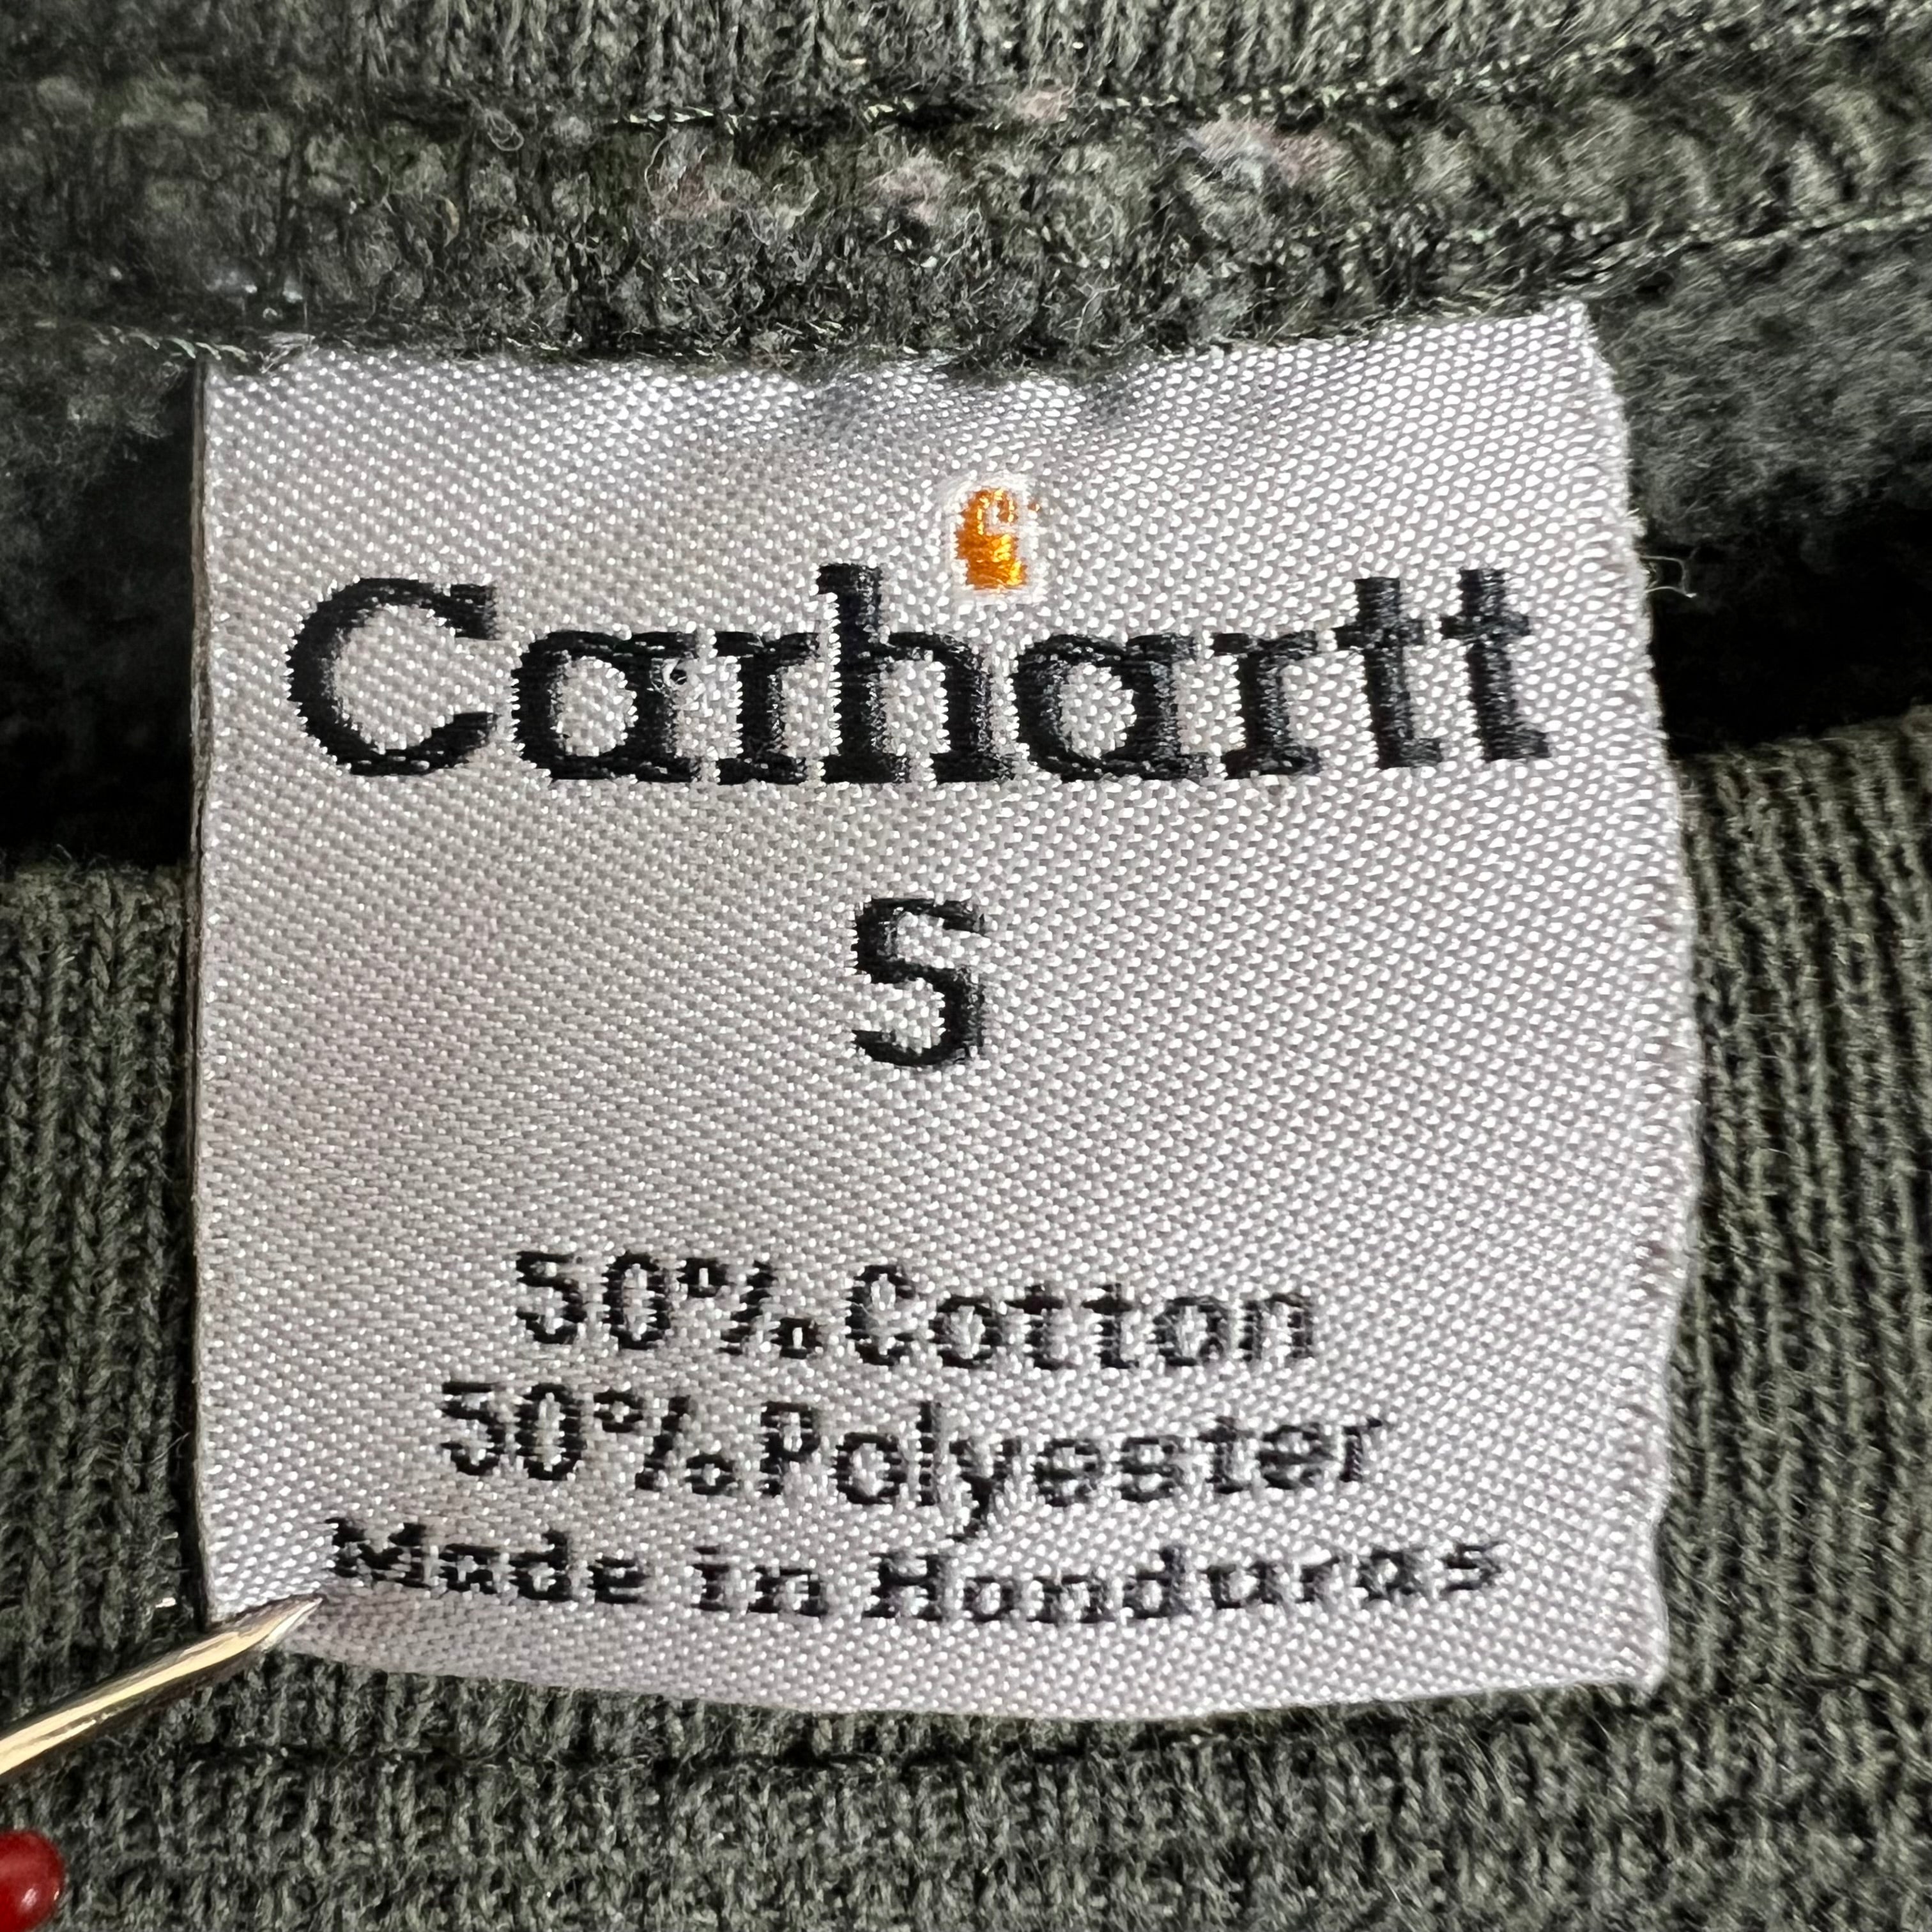 Carhartt
S
50% Cotton
50% Polyester
Made in Honduras